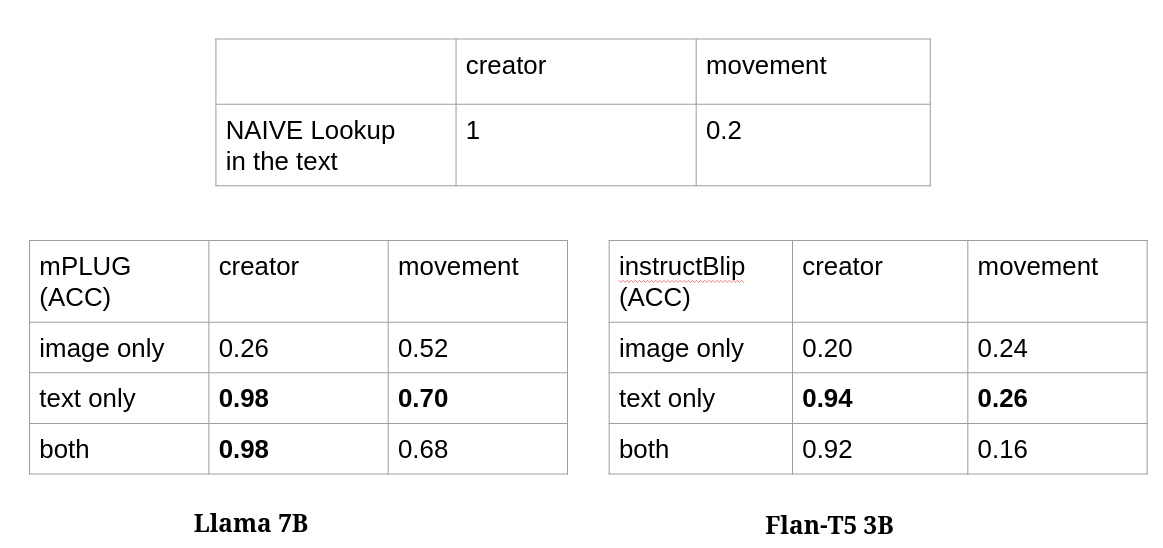 creator movement
NAIVE Lookup
in the text 1 0.2
mPLUG
(ACC) creator movement
image only 0.26 0.52
text only 0.98 0.70
both 0.98 0.68
Llama 7B
instructBlip
(ACC) creator movement
image only 0.20 0.24
text only 0.94 0.26
both 0.92 0.16
Flan-T5 3B